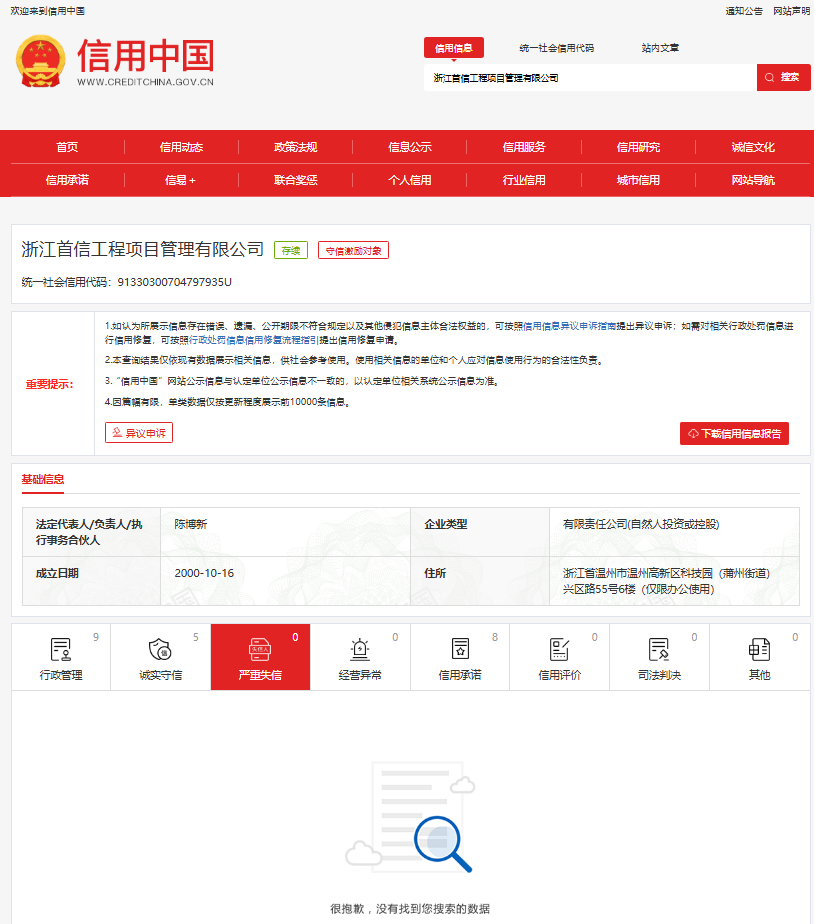 欢迎来到信用中国
通知公告 网站声明
信用中国
WWW.CREDITCHINA.GOV.CN
信用信息 统一社会信用代码 站内文章
浙江首信工程项目管理有限公司 搜索
首页 信用动态 政策法规 信息公示 信用服务 信用研究 诚信文化
信用承诺 信易 + 联合奖惩 个人信用 行业信用 城市信用 网站导航
浙江首信工程项目管理有限公司 存续 守信激励对象
统一社会信用代码：91330300704797935U
重要提示：
1.如认为所展示信息存在错误、遗漏、公开期限不符合规定以及其他侵犯信息主体合法权益的，可按照信用信息异议申诉指南提出异议申诉；如需对相关行政处罚信息进
行信用修复，可按照行政处罚信息信用修复流程指引提出信用修复申请。
2.本查询结果仅依现有数据展示相关信息，供社会参考使用。使用相关信息的单位和个人应对信息使用行为的合法性负责。
3.“信用中国”网站公示信息与认定单位公示信息不一致的，以认定单位相关系统公示信息为准。
4.因篇幅有限，单类数据仅按更新程度展示前10000条信息。
异议申诉 下载信用信息报告
基础信息
法定代表人/负责人/执
行事务合伙人
陈博新
企业类型
有限责任公司(自然人投资或控股)
成立日期
2000-10-16
住所
浙江省温州市温州高新区科技园（蒲州街道）
兴区路55号6楼（仅限办公使用）
9 5 0 0 8 0 0 0
失信人
行政管理 诚实守信 严重失信 经营异常 信用承诺 信用评价 司法判决 其他
很抱歉，没有找到您搜索的数据